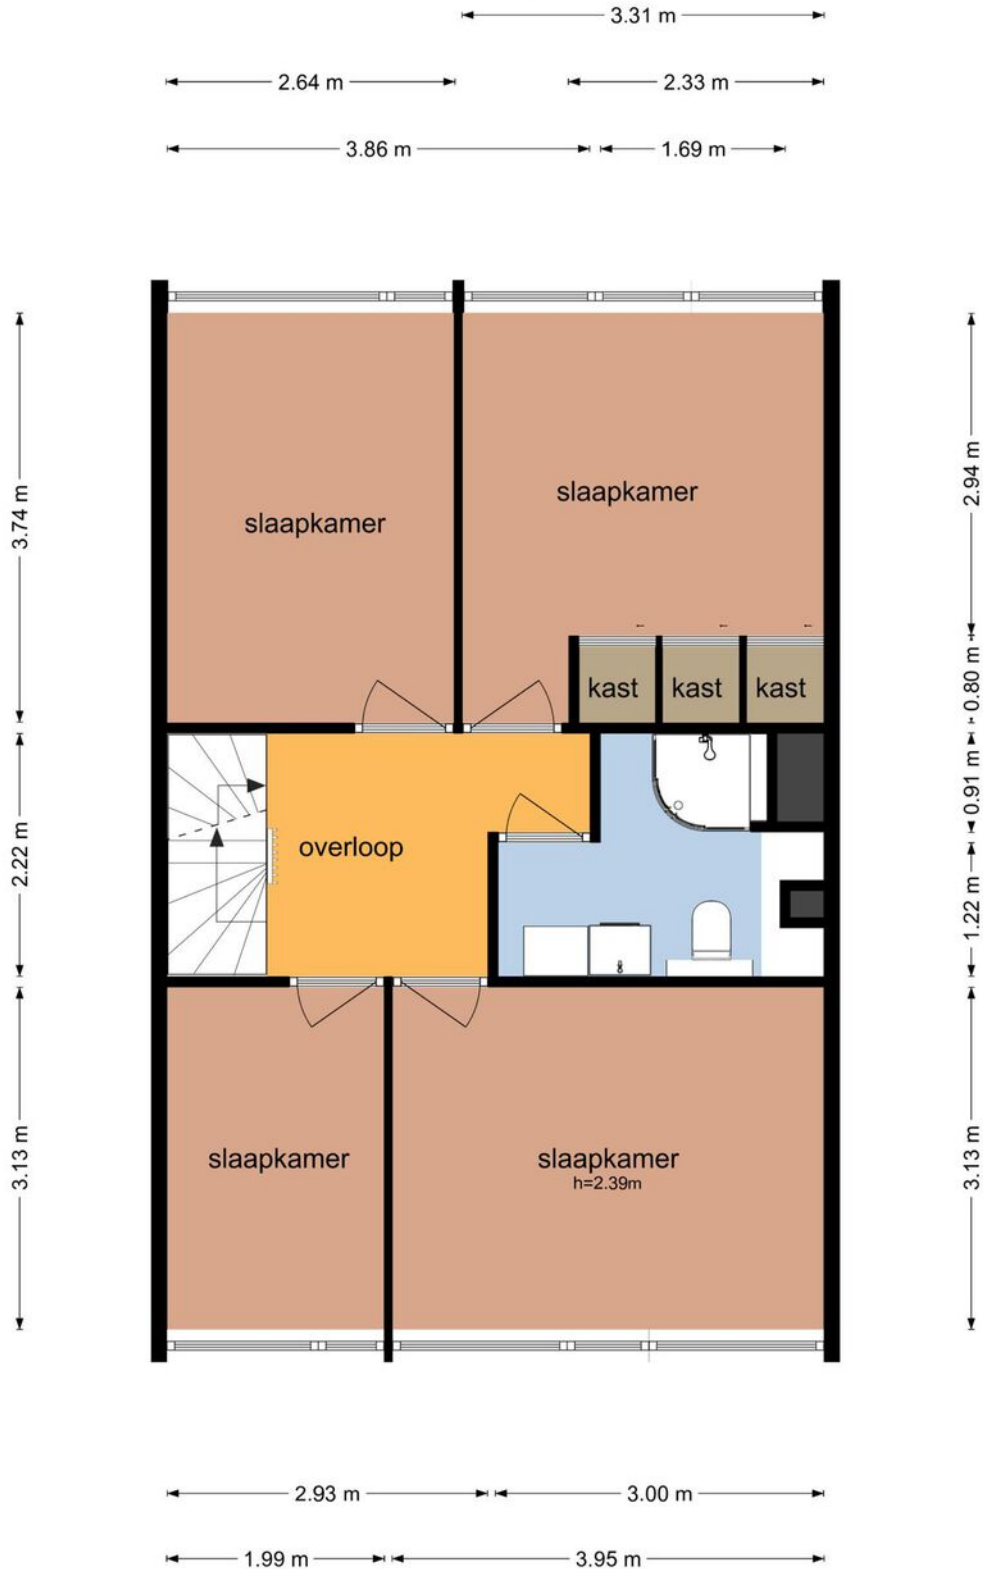 3.31 m
2.64 m
2.33 m
3.86 m
1.69 m
3.74 m
2.94 m
slaapkamer
slaapkamer
kast kast kast
0.80 m
0.91 m
2.22 m
overloop
1.22 m
3.13 m
slaapkamer
slaapkamer
h=2.39m
3.13 m
2.93 m
3.00 m
1.99 m
3.95 m